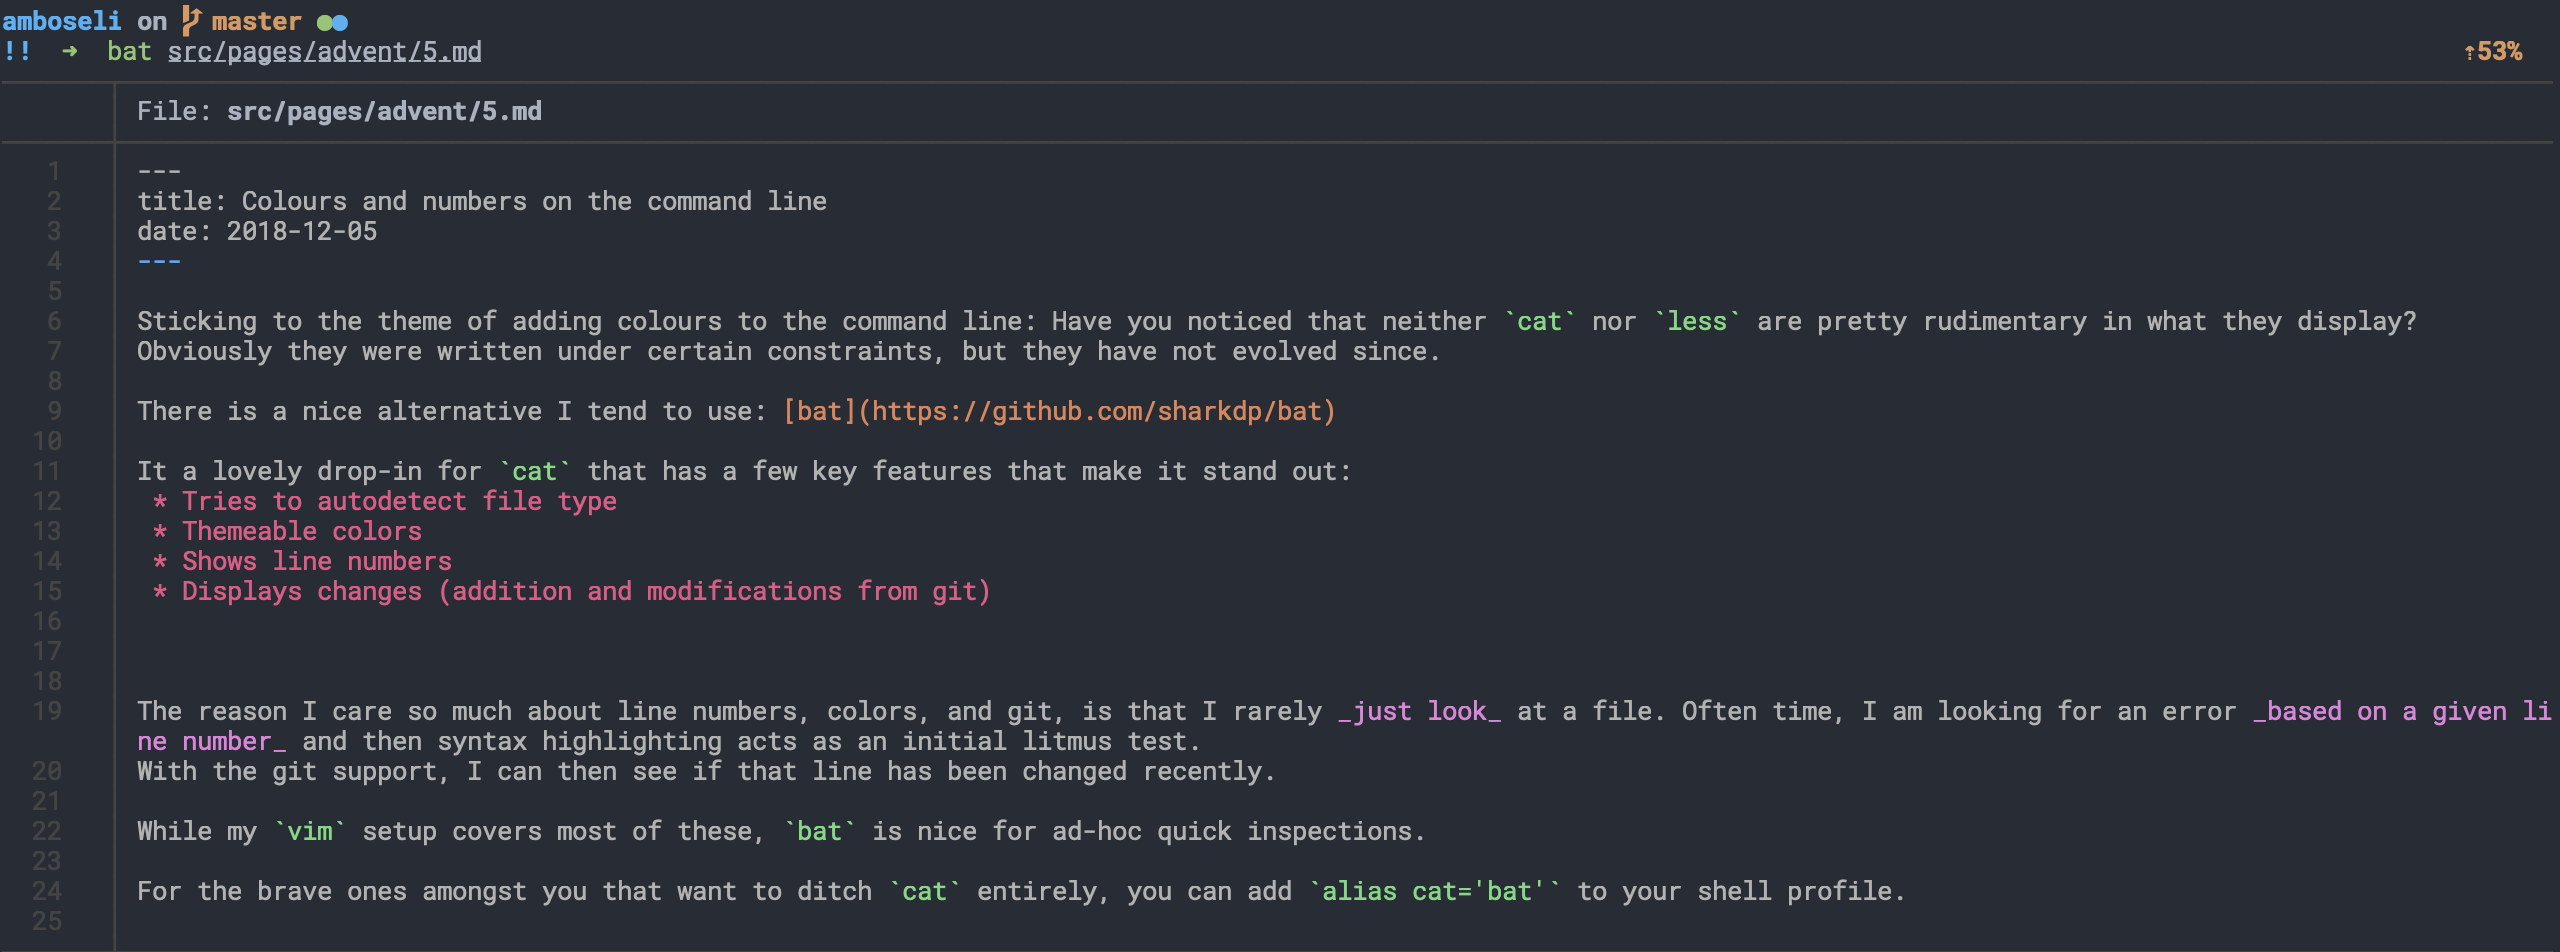 amboseli on master
!! ➜ bat src/pages/advent/5.md ⇡53%
File: src/pages/advent/5.md
1 ---
2 title: Colours and numbers on the command line
3 date: 2018-12-05
4 ---
5
6 Sticking to the theme of adding colours to the command line: Have you noticed that neither `cat` nor `less` are pretty rudimentary in what they display?
7 Obviously they were written under certain constraints, but they have not evolved since.
8
9 There is a nice alternative I tend to use: [bat](https://github.com/sharkdp/bat)
10
11 It a lovely drop-in for `cat` that has a few key features that make it stand out:
12  * Tries to autodetect file type
13  * Themeable colors
14  * Shows line numbers
15  * Displays changes (addition and modifications from git)
16
17
18
19 The reason I care so much about line numbers, colors, and git, is that I rarely _just look_ at a file. Often time, I am looking for an error _based on a given li
ne number_ and then syntax highlighting acts as an initial litmus test.
20 With the git support, I can then see if that line has been changed recently.
21
22 While my `vim` setup covers most of these, `bat` is nice for ad-hoc quick inspections.
23
24 For the brave ones amongst you that want to ditch `cat` entirely, you can add `alias cat='bat'` to your shell profile.
25